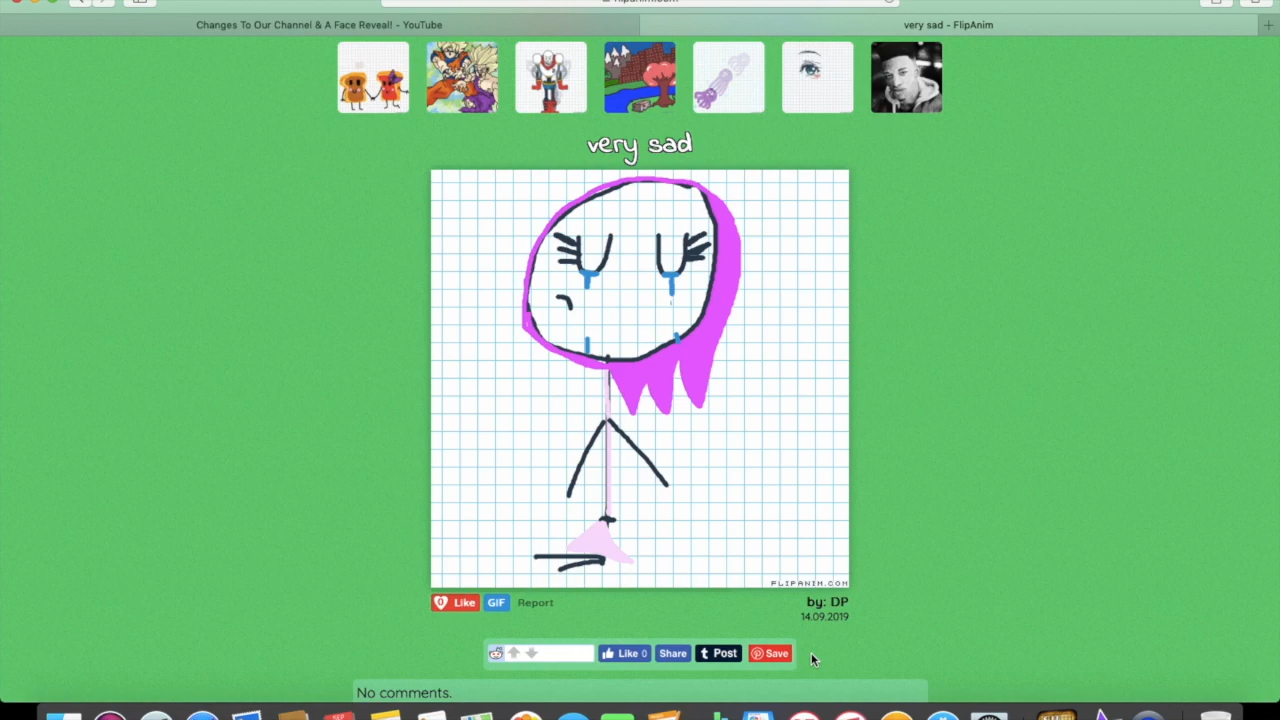 Changes To Our Channel & A Face Reveal! - YouTube
very sad - FlipAnim
very sad
FLIPANIM.COM
0 Like GIF Report
by: DP
14.09.2019
Like 0 Share t Post Save
No comments.